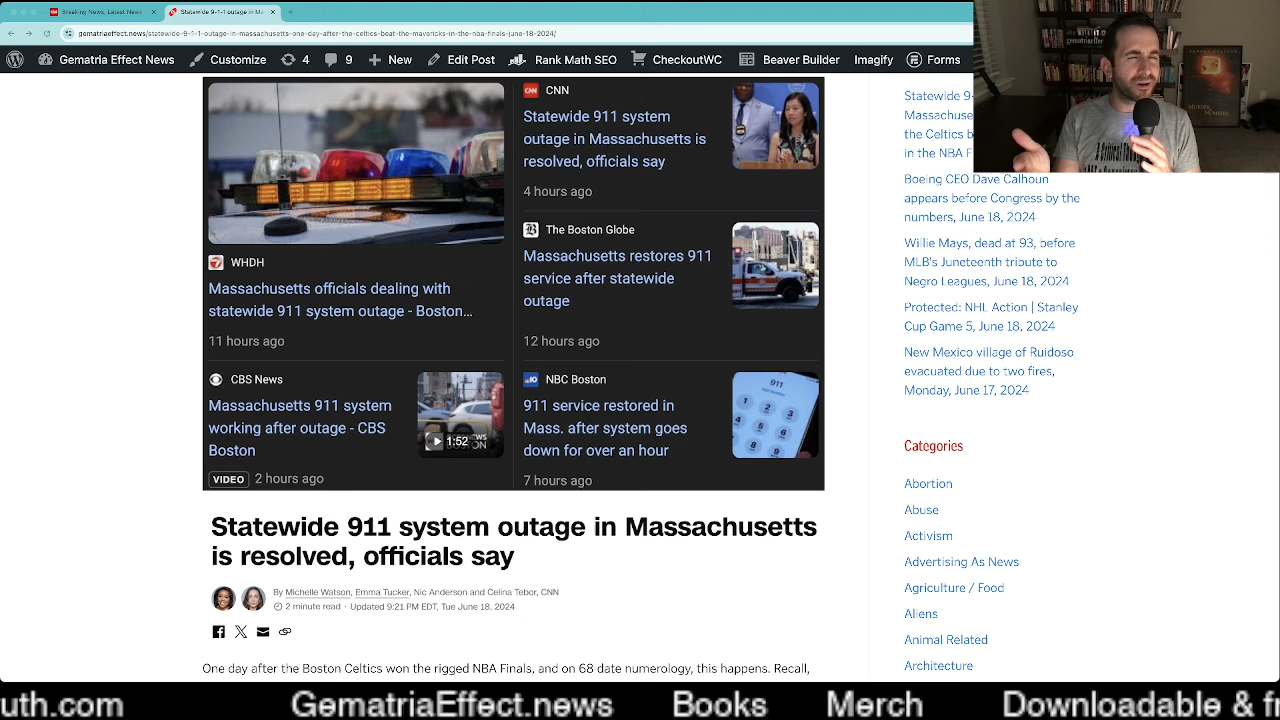 Breaking News, Latest News
Statewide 9-1-1 outage in Ma
gematriaeffect.news/statewide-9-1-1-outage-in-massachusetts-one-day-after-the-celtics-beat-the-mavericks-in-the-nba-finals-june-18-2024/
Gematria Effect News
Customize
4
9
New
Edit Post
Rank Math SEO
CheckoutWC
Beaver Builder
Imagify
Forms
WHDH
Massachusetts officials dealing with
statewide 911 system outage - Boston...
11 hours ago
CNN
Statewide 911 system
outage in Massachusetts is
resolved, officials say
4 hours ago
The Boston Globe
Massachusetts restores 911
service after statewide
outage
12 hours ago
CBS News
Massachusetts 911 system
working after outage - CBS
Boston
1:52
VIDEO 2 hours ago
NBC Boston
911 service restored in
Mass. after system goes
down for over an hour
7 hours ago
911
Statewide 911 system outage in Massachusetts
is resolved, officials say
By Michelle Watson, Emma Tucker, Nic Anderson and Celina Tebor, CNN
2 minute read · Updated 9:21 PM EDT, Tue June 18, 2024
One day after the Boston Celtics won the rigged NBA Finals, and on 68 date numerology, this happens. Recall,
Statewide 9-
Massachuse
the Celtics b
in the NBA F
Boeing CEO Dave Calhoun
appears before Congress by the
numbers, June 18, 2024
Willie Mays, dead at 93, before
MLB's Juneteenth tribute to
Negro Leagues, June 18, 2024
Protected: NHL Action | Stanley
Cup Game 5, June 18, 2024
New Mexico village of Ruidoso
evacuated due to two fires,
Monday, June 17, 2024
Categories
Abortion
Abuse
Activism
Advertising As News
Agriculture / Food
Aliens
Animal Related
Architecture
uth.com GematriaEffect.news Books Merch Downloadable & f